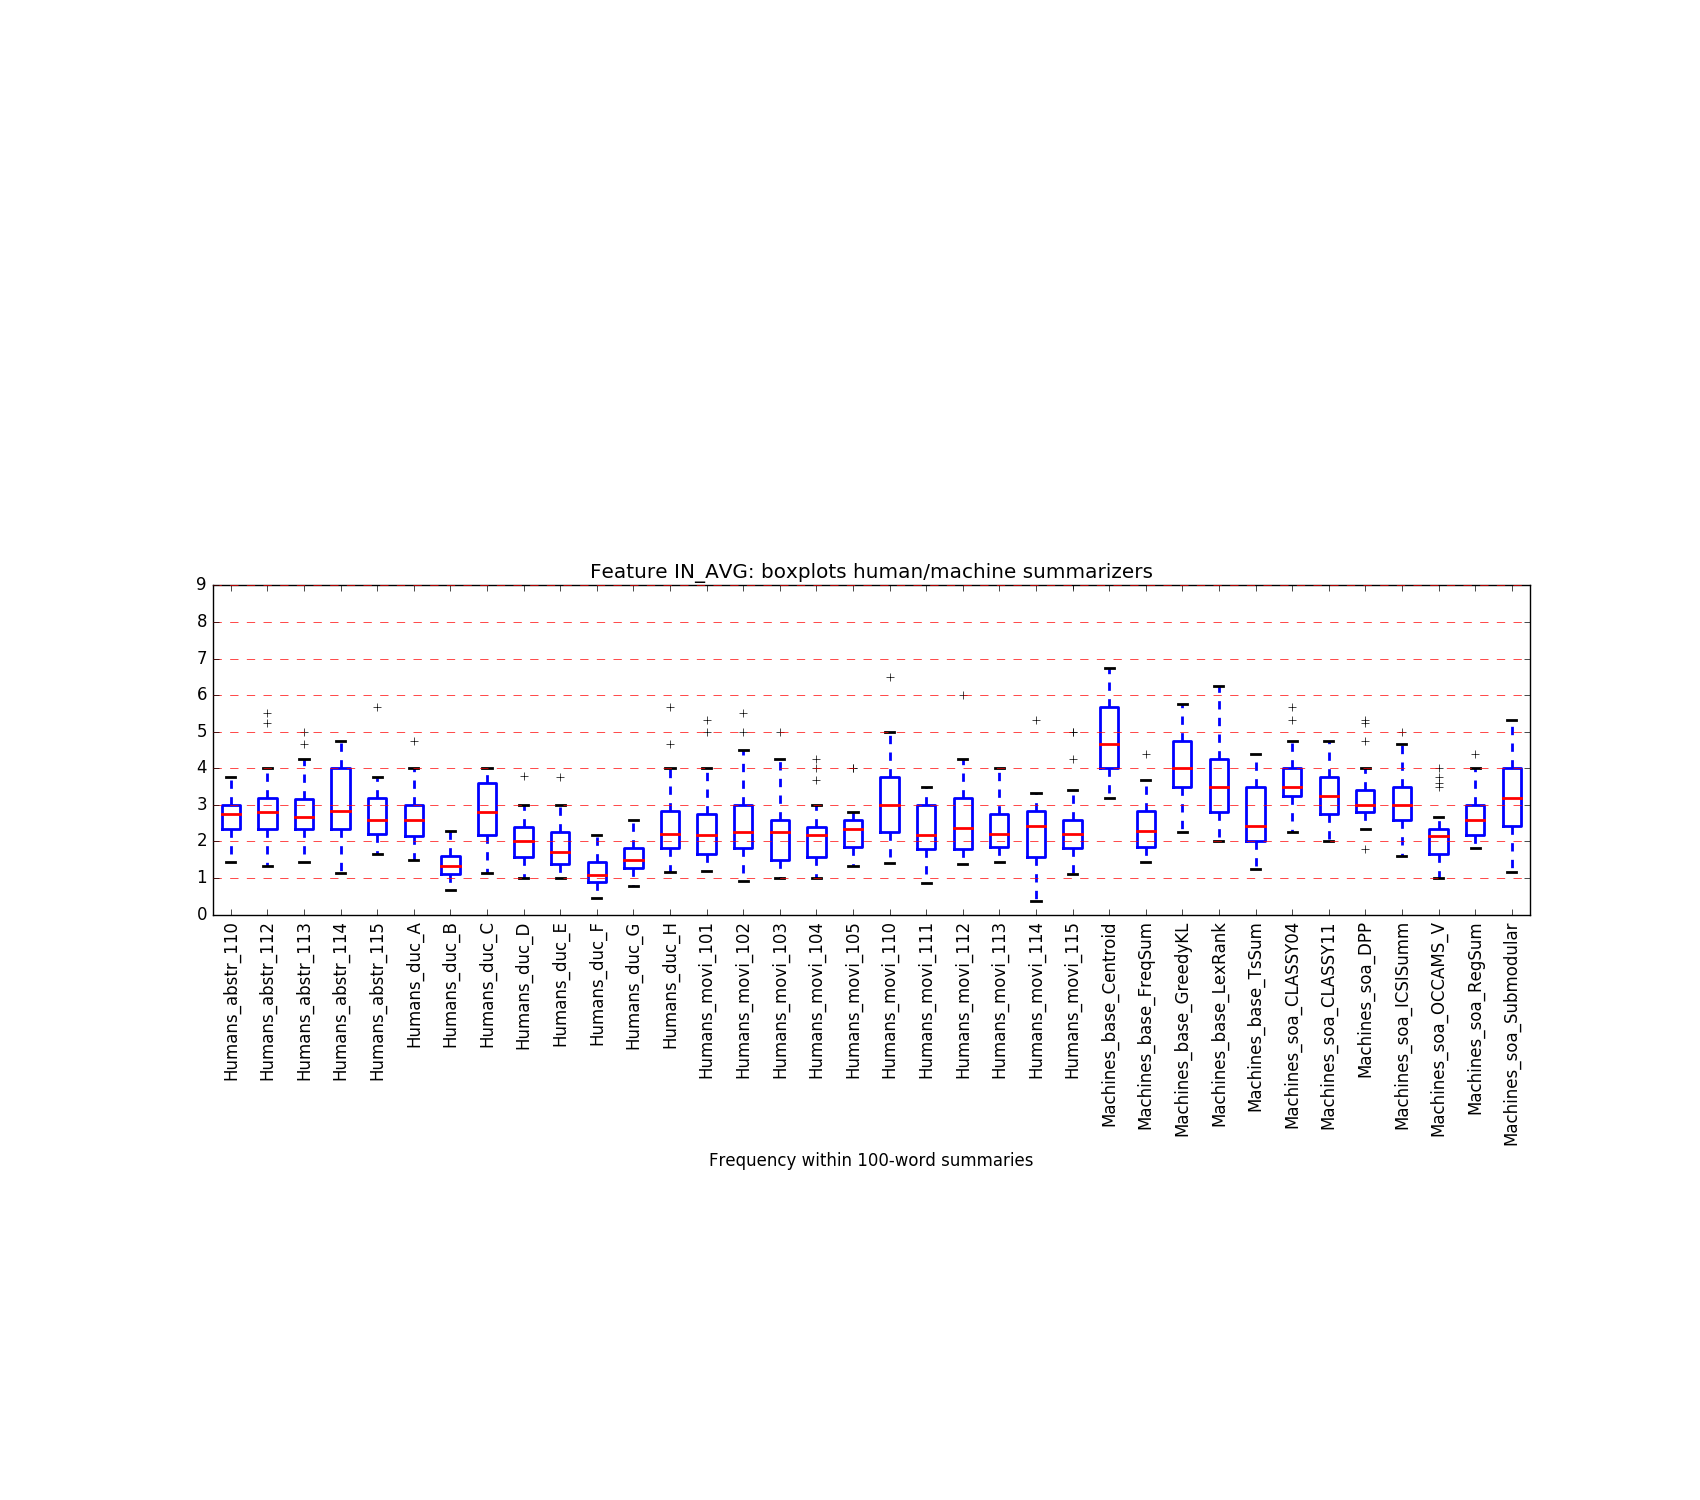 Feature IN_AVG: boxplots human/machine summarizers
9
8
7
6
5
4
3
2
1
0
Humans_abstr_110
Humans_abstr_112
Humans_abstr_113
Humans_abstr_114
Humans_abstr_115
Humans_duc_A
Humans_duc_B
Humans_duc_C
Humans_duc_D
Humans_duc_E
Humans_duc_F
Humans_duc_G
Humans_duc_H
Humans_movi_101
Humans_movi_102
Humans_movi_103
Humans_movi_104
Humans_movi_105
Humans_movi_110
Humans_movi_111
Humans_movi_112
Humans_movi_113
Humans_movi_114
Humans_movi_115
Machines_base_Centroid
Machines_base_FreqSum
Machines_base_GreedyKL
Machines_base_LexRank
Machines_base_TsSum
Machines_soa_CLASSY04
Machines_soa_CLASSY11
Machines_soa_DPP
Machines_soa_ICSISumm
Machines_soa_OCCAMS_V
Machines_soa_RegSum
Machines_soa_Submodular
Frequency within 100-word summaries